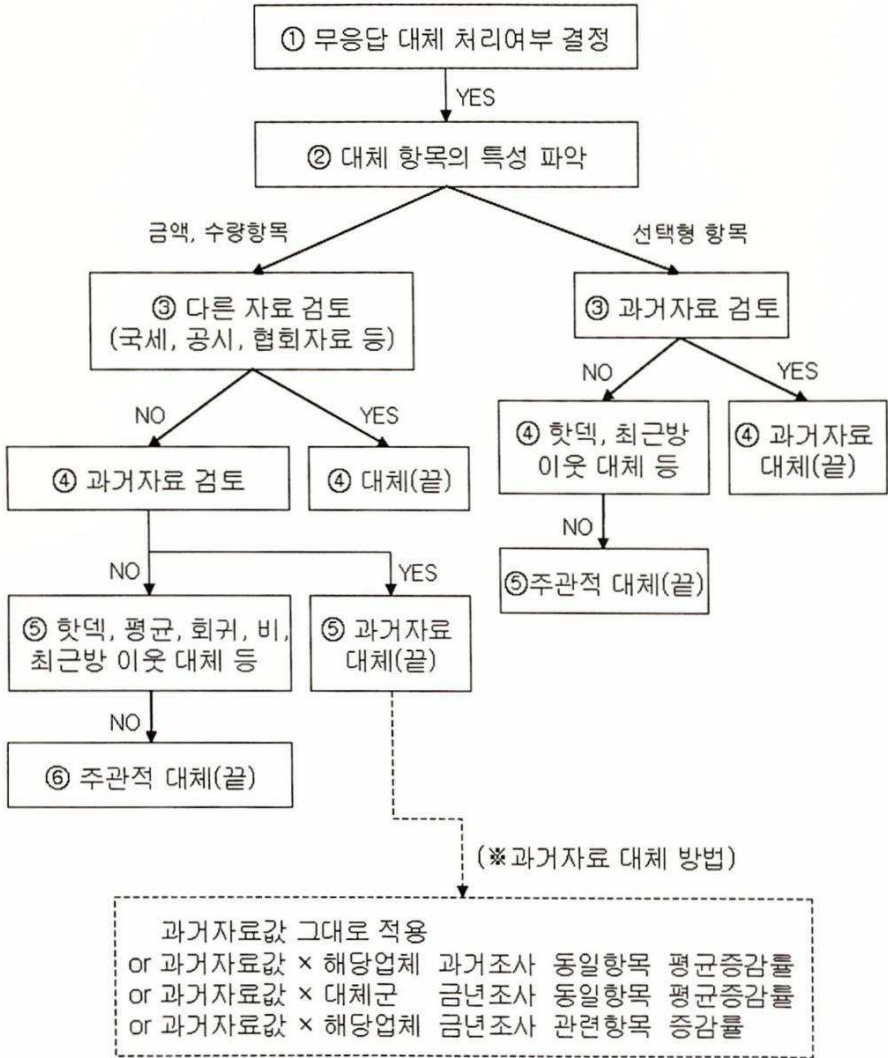 ① 무응답 대체 처리여부 결정
YES
② 대체 항목의 특성 파악
금액, 수량항목
선택형 항목
③ 다른 자료 검토
(국세, 공시, 협회자료 등)
③ 과거자료 검토
NO
YES
NO
YES
④ 과거자료 검토
④ 대체(끝)
④ 핫덱, 최근방
이웃 대체 등
④ 과거자료
대체(끝)
NO
⑤주관적 대체(끝)
NO
YES
⑤ 핫덱, 평균, 회귀, 비,
최근방 이웃 대체 등
⑤ 과거자료
대체(끝)
NO
⑥ 주관적 대체(끝)
(※과거자료 대체 방법)
과거자료값 그대로 적용
or 과거자료값 × 해당업체 과거조사 동일항목 평균증감률
or 과거자료값 × 대체군 금년조사 동일항목 평균증감률
or 과거자료값 × 해당업체 금년조사 관련항목 증감률